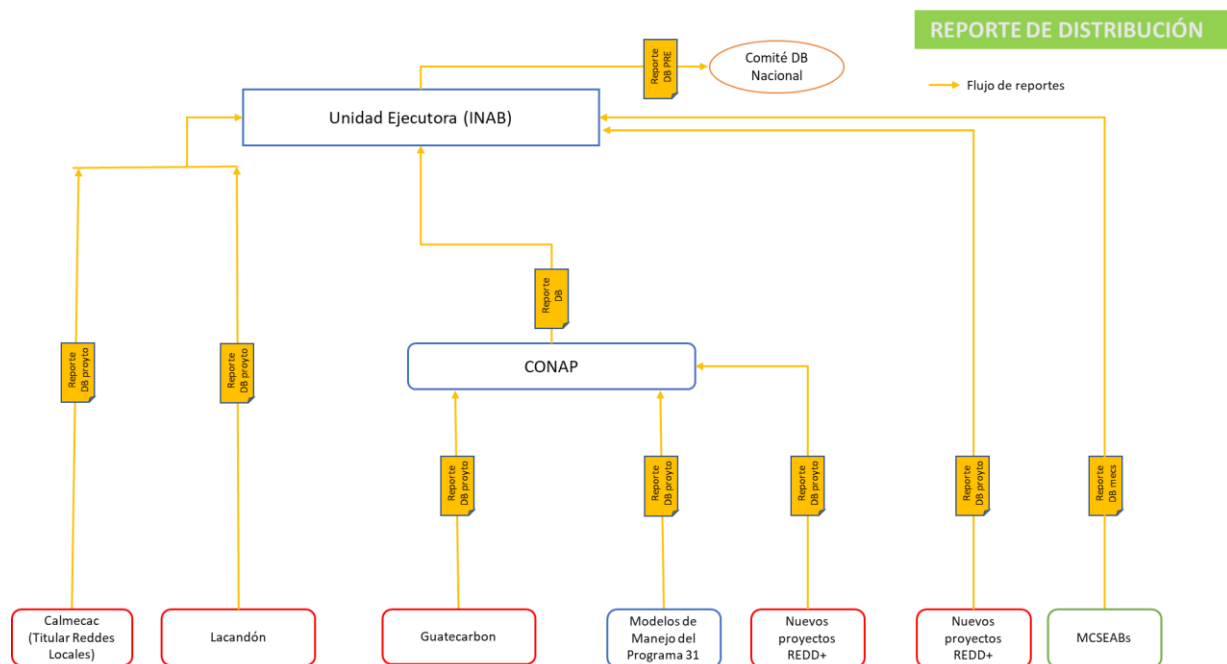 REPORTE DE DISTRIBUCIÓN
Flujo de reportes
Reporte
DB PRE
Comité DB
Nacional
Unidad Ejecutora (INAB)
Reporte
DB
Reporte
DB proyto
Reporte
DB proyto
CONAP
Reporte
DB proyto
Reporte
DB proyto
Reporte
DB proyto
Reporte
DB proyto
Reporte
DB mecs
Calmecac
(Titular Reddes
Locales)
Lacandón
Guatecarbon
Modelos de
Manejo del
Programa 31
Nuevos
proyectos
REDD+
Nuevos
proyectos
REDD+
MCSEABs